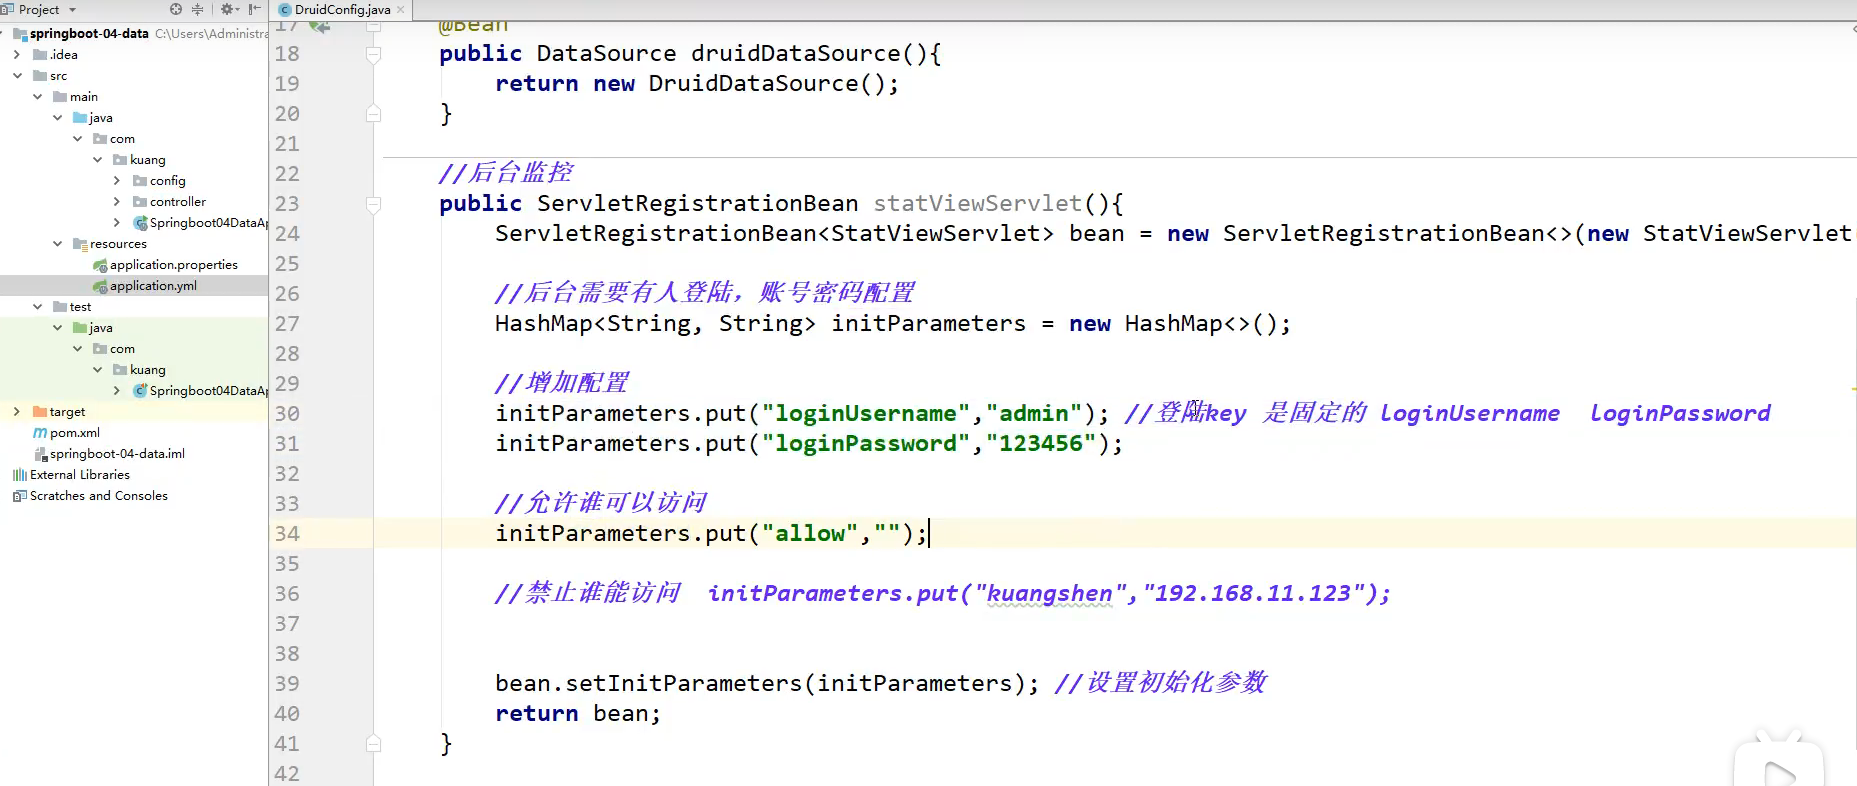 Project
DruidConfig.java
springboot-04-data C:\Users\Administra
.idea
src
main
java
com
kuang
config
controller
Springboot04DataAp
resources
application.properties
application.yml
test
java
com
kuang
Springboot04DataAp
target
pom.xml
springboot-04-data.iml
External Libraries
Scratches and Consoles
17 @Bean
18 public DataSource druidDataSource(){
19 return new DruidDataSource();
20 }
21
22 //后台监控
23 public ServletRegistrationBean statViewServlet(){
24 ServletRegistrationBean<StatViewServlet> bean = new ServletRegistrationBean<>(new StatViewServlet(
25
26 //后台需要有人登陆，账号密码配置
27 HashMap<String, String> initParameters = new HashMap<>();
28
29 //增加配置
30 initParameters.put("loginUsername","admin"); //登陆key 是固定的 loginUsername loginPassword
31 initParameters.put("loginPassword","123456");
32
33 //允许谁可以访问
34 initParameters.put("allow","");
35
36 //禁止谁能访问 initParameters.put("kuangshen","192.168.11.123");
37
38
39 bean.setInitParameters(initParameters); //设置初始化参数
40 return bean;
41 }
42